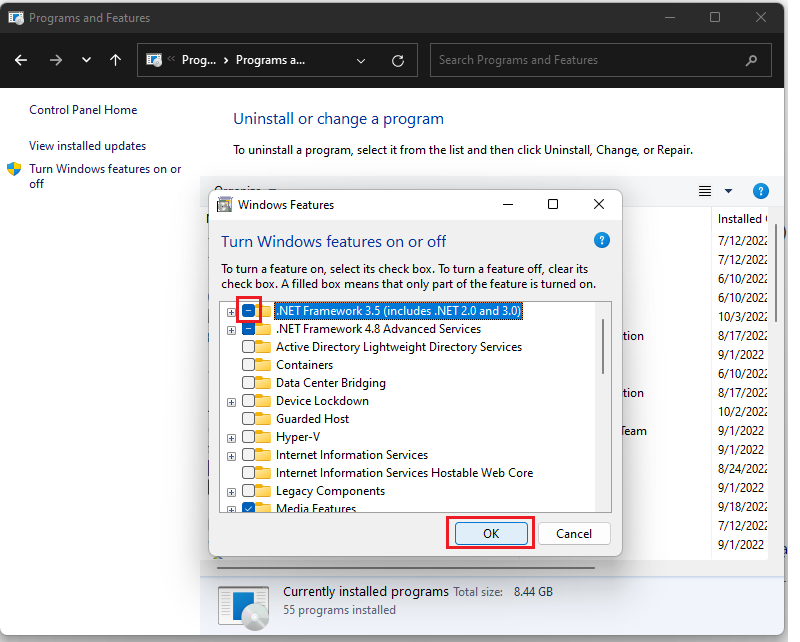 Programs and Features
Prog... > Programs a...
Search Programs and Features
Control Panel Home
View installed updates
Turn Windows features on or
off
Uninstall or change a program
To uninstall a program, select it from the list and then click Uninstall, Change, or Repair.
Organize
Windows Features
Turn Windows features on or off
To turn a feature on, select its check box. To turn a feature off, clear its
check box. A filled box means that only part of the feature is turned on.
.NET Framework 3.5 (includes .NET 2.0 and 3.0)
.NET Framework 4.8 Advanced Services
Active Directory Lightweight Directory Services
Containers
Data Center Bridging
Device Lockdown
Guarded Host
Hyper-V
Internet Information Services
Internet Information Services Hostable Web Core
Legacy Components
Media Features
OK
Cancel
Installed
7/12/2022
7/12/2022
6/10/2022
6/10/2022
10/3/2022
tion 8/17/2022
9/1/2022
6/10/2022
tion 8/17/2022
10/2/2022
Team 9/1/2022
9/1/2022
8/24/2022
9/1/2022
9/18/2022
7/12/2022
9/1/2022
Currently installed programs Total size: 8.44 GB
55 programs installed